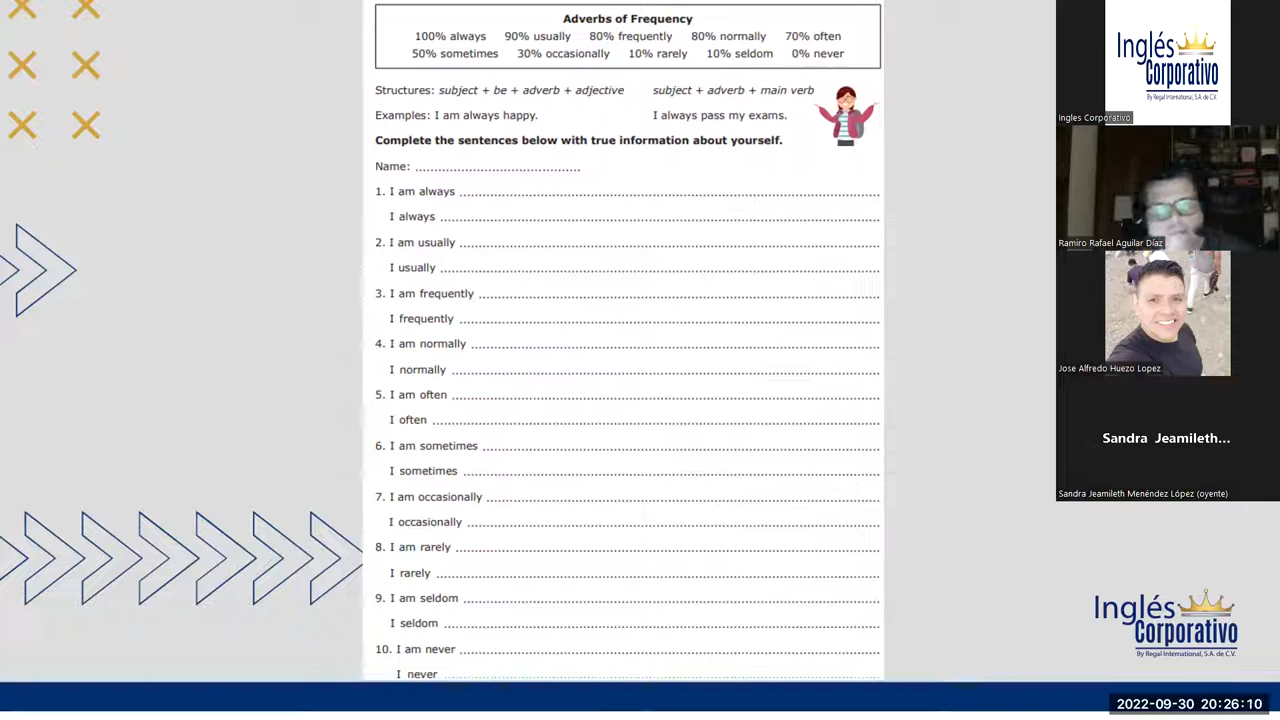 Adverbs of Frequency
100% always 90% usually 80% frequently 80% normally 70% often
50% sometimes 30% occasionally 10% rarely 10% seldom 0% never
Structures: subject + be + adverb + adjective subject + adverb + main verb
Examples: I am always happy. I always pass my exams.
Complete the sentences below with true information about yourself.
Name: ..........................................
1. I am always ..........................................
I always ..........................................
2. I am usually ..........................................
I usually ..........................................
3. I am frequently ..........................................
I frequently ..........................................
4. I am normally ..........................................
I normally ..........................................
5. I am often ..........................................
I often ..........................................
6. I am sometimes ..........................................
I sometimes ..........................................
7. I am occasionally ..........................................
I occasionally ..........................................
8. I am rarely ..........................................
I rarely ..........................................
9. I am seldom ..........................................
I seldom ..........................................
10. I am never ..........................................
I never ..........................................
Inglés
Corporativo
By Regal International, S.A. de C.V.
Ingles Corporativo
Ramiro Rafael Aguilar Díaz
Jose Alfredo Huezo Lopez
Sandra Jeamileth...
Sandra Jeamileth Menéndez López (oyente)
Inglés
Corporativo
By Regal International, S.A. de C.V.
2022-09-30 20:26:10